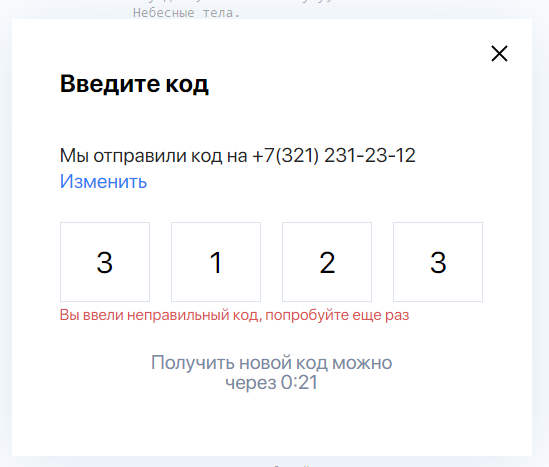 Небесные тела.
Введите код
Мы отправили код на +7(321) 231-23-12
Изменить
3 1 2 3
Вы ввели неправильный код, попробуйте еще раз
Получить новой код можно
через 0:21